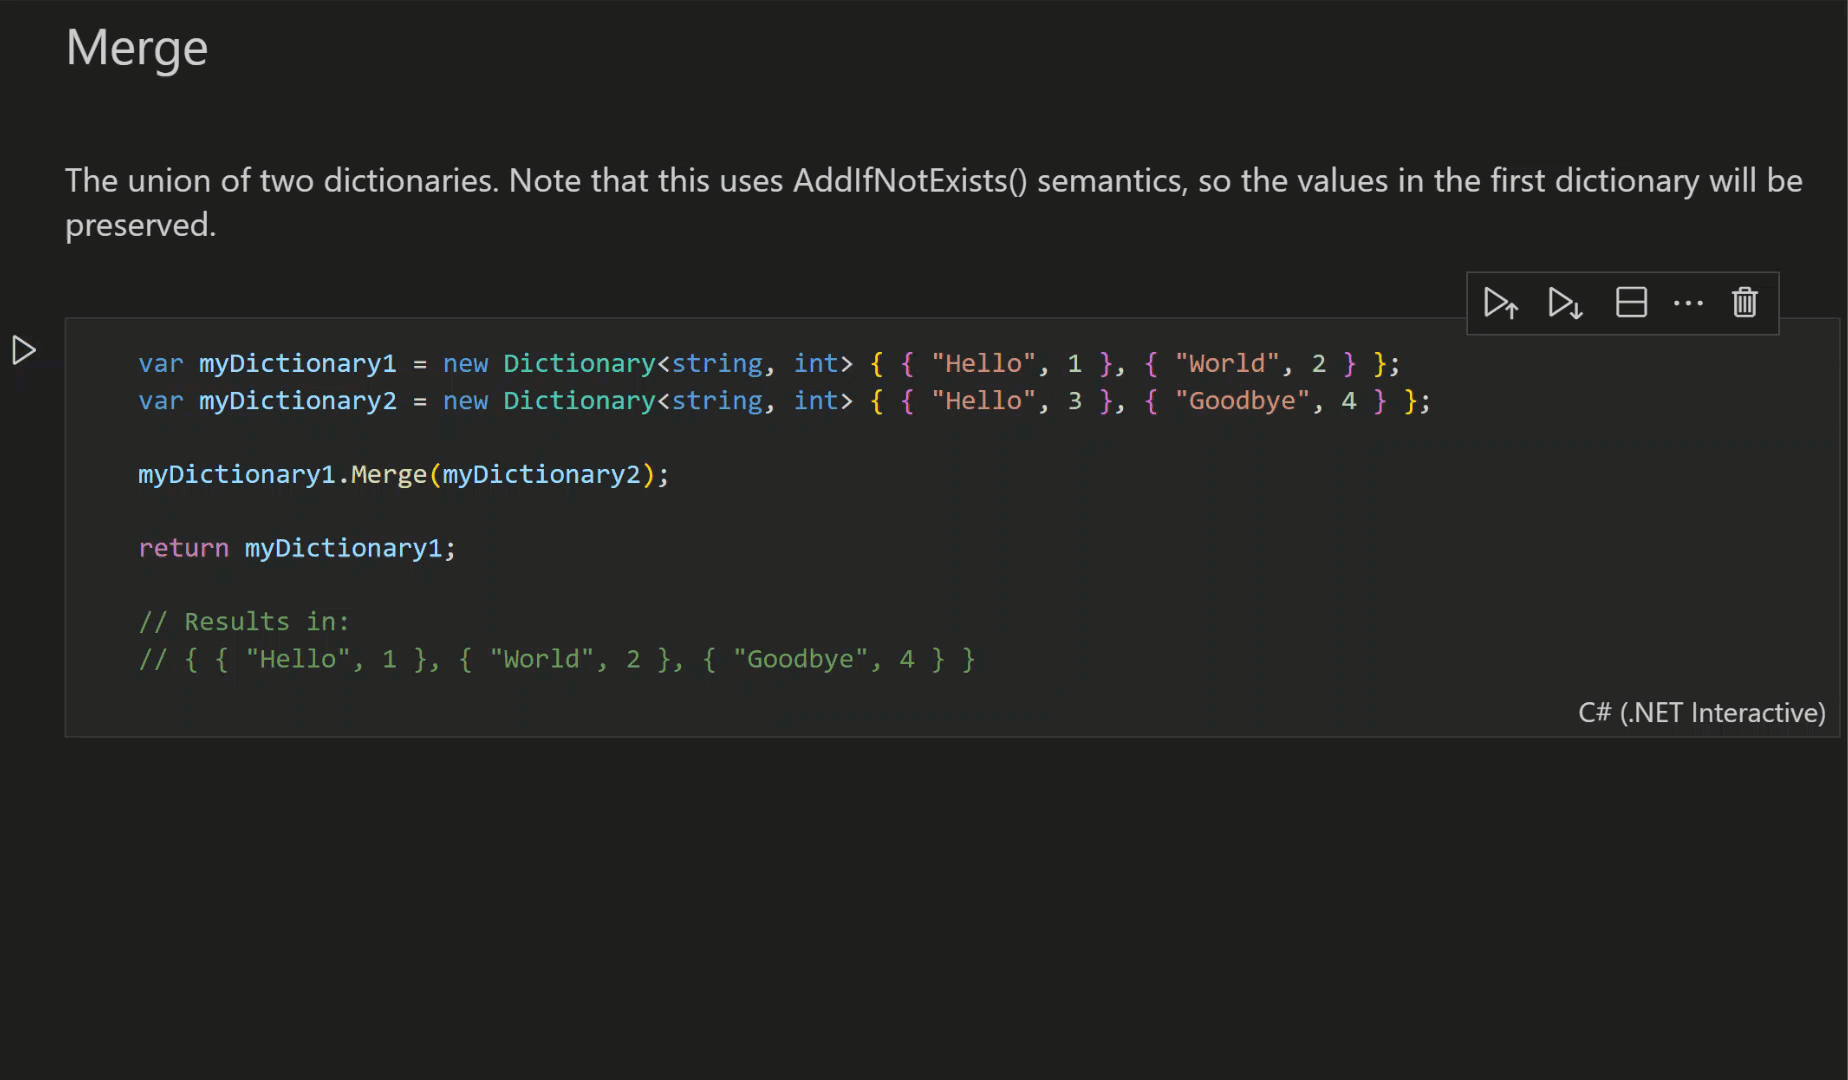 Merge
The union of two dictionaries. Note that this uses AddIfNotExists() semantics, so the values in the first dictionary will be
preserved.
var myDictionary1 = new Dictionary<string, int> { { "Hello", 1 }, { "World", 2 } };
var myDictionary2 = new Dictionary<string, int> { { "Hello", 3 }, { "Goodbye", 4 } };
myDictionary1.Merge(myDictionary2);
return myDictionary1;
// Results in:
// { { "Hello", 1 }, { "World", 2 }, { "Goodbye", 4 } }
C# (.NET Interactive)